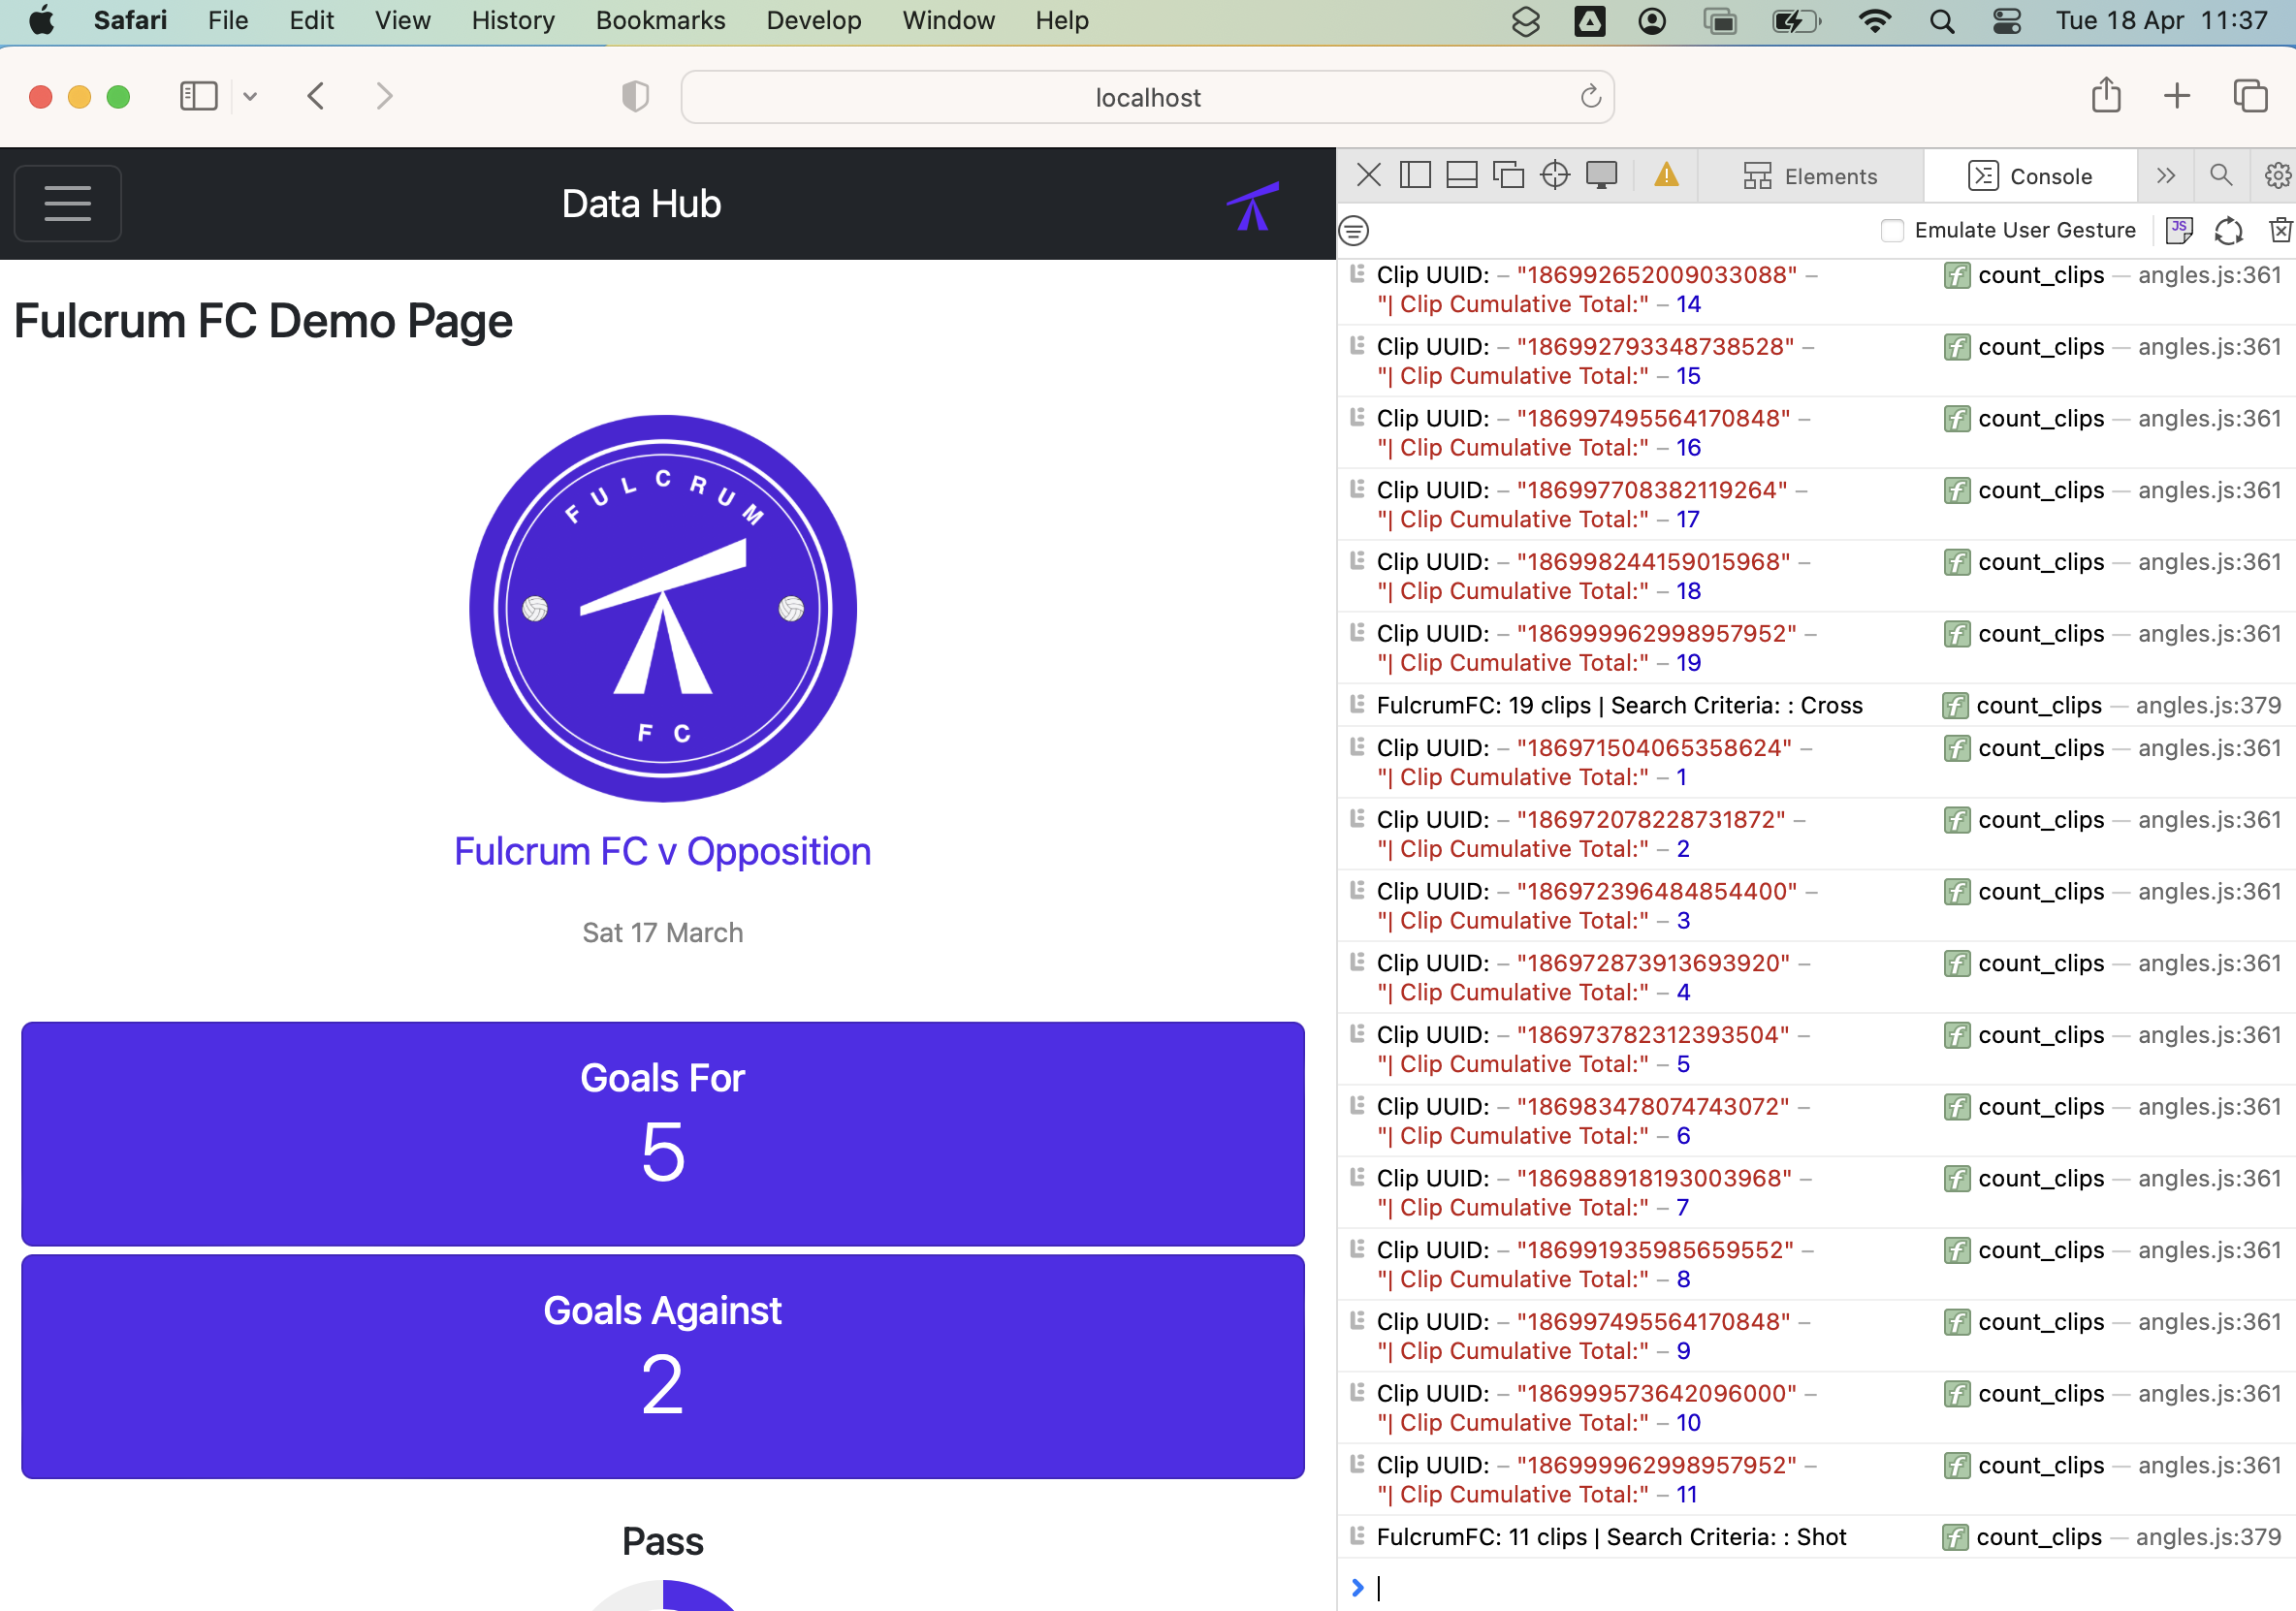 Safari File Edit View History Bookmarks Develop Window Help Tue 18 Apr 11:37
localhost
Data Hub
Fulcrum FC Demo Page
FULCRUM
FC
Fulcrum FC v Opposition
Sat 17 March
Goals For
5
Goals Against
2
Pass
Elements Console
Emulate User Gesture JS
Clip UUID: – "186992652009033088" – f count_clips — angles.js:361
"| Clip Cumulative Total:" – 14
Clip UUID: – "186992793348738528" – f count_clips — angles.js:361
"| Clip Cumulative Total:" – 15
Clip UUID: – "186997495564170848" – f count_clips — angles.js:361
"| Clip Cumulative Total:" – 16
Clip UUID: – "186997708382119264" – f count_clips — angles.js:361
"| Clip Cumulative Total:" – 17
Clip UUID: – "186998244159015968" – f count_clips — angles.js:361
"| Clip Cumulative Total:" – 18
Clip UUID: – "186999962998957952" – f count_clips — angles.js:361
"| Clip Cumulative Total:" – 19
FulcrumFC: 19 clips | Search Criteria: : Cross f count_clips — angles.js:379
Clip UUID: – "186971504065358624" – f count_clips — angles.js:361
"| Clip Cumulative Total:" – 1
Clip UUID: – "186972078228731872" – f count_clips — angles.js:361
"| Clip Cumulative Total:" – 2
Clip UUID: – "186972396484854400" – f count_clips — angles.js:361
"| Clip Cumulative Total:" – 3
Clip UUID: – "186972873913693920" – f count_clips — angles.js:361
"| Clip Cumulative Total:" – 4
Clip UUID: – "186973782312393504" – f count_clips — angles.js:361
"| Clip Cumulative Total:" – 5
Clip UUID: – "186983478074743072" – f count_clips — angles.js:361
"| Clip Cumulative Total:" – 6
Clip UUID: – "186988918193003968" – f count_clips — angles.js:361
"| Clip Cumulative Total:" – 7
Clip UUID: – "186991935985659552" – f count_clips — angles.js:361
"| Clip Cumulative Total:" – 8
Clip UUID: – "186997495564170848" – f count_clips — angles.js:361
"| Clip Cumulative Total:" – 9
Clip UUID: – "186999573642096000" – f count_clips — angles.js:361
"| Clip Cumulative Total:" – 10
Clip UUID: – "186999962998957952" – f count_clips — angles.js:361
"| Clip Cumulative Total:" – 11
FulcrumFC: 11 clips | Search Criteria: : Shot f count_clips — angles.js:379